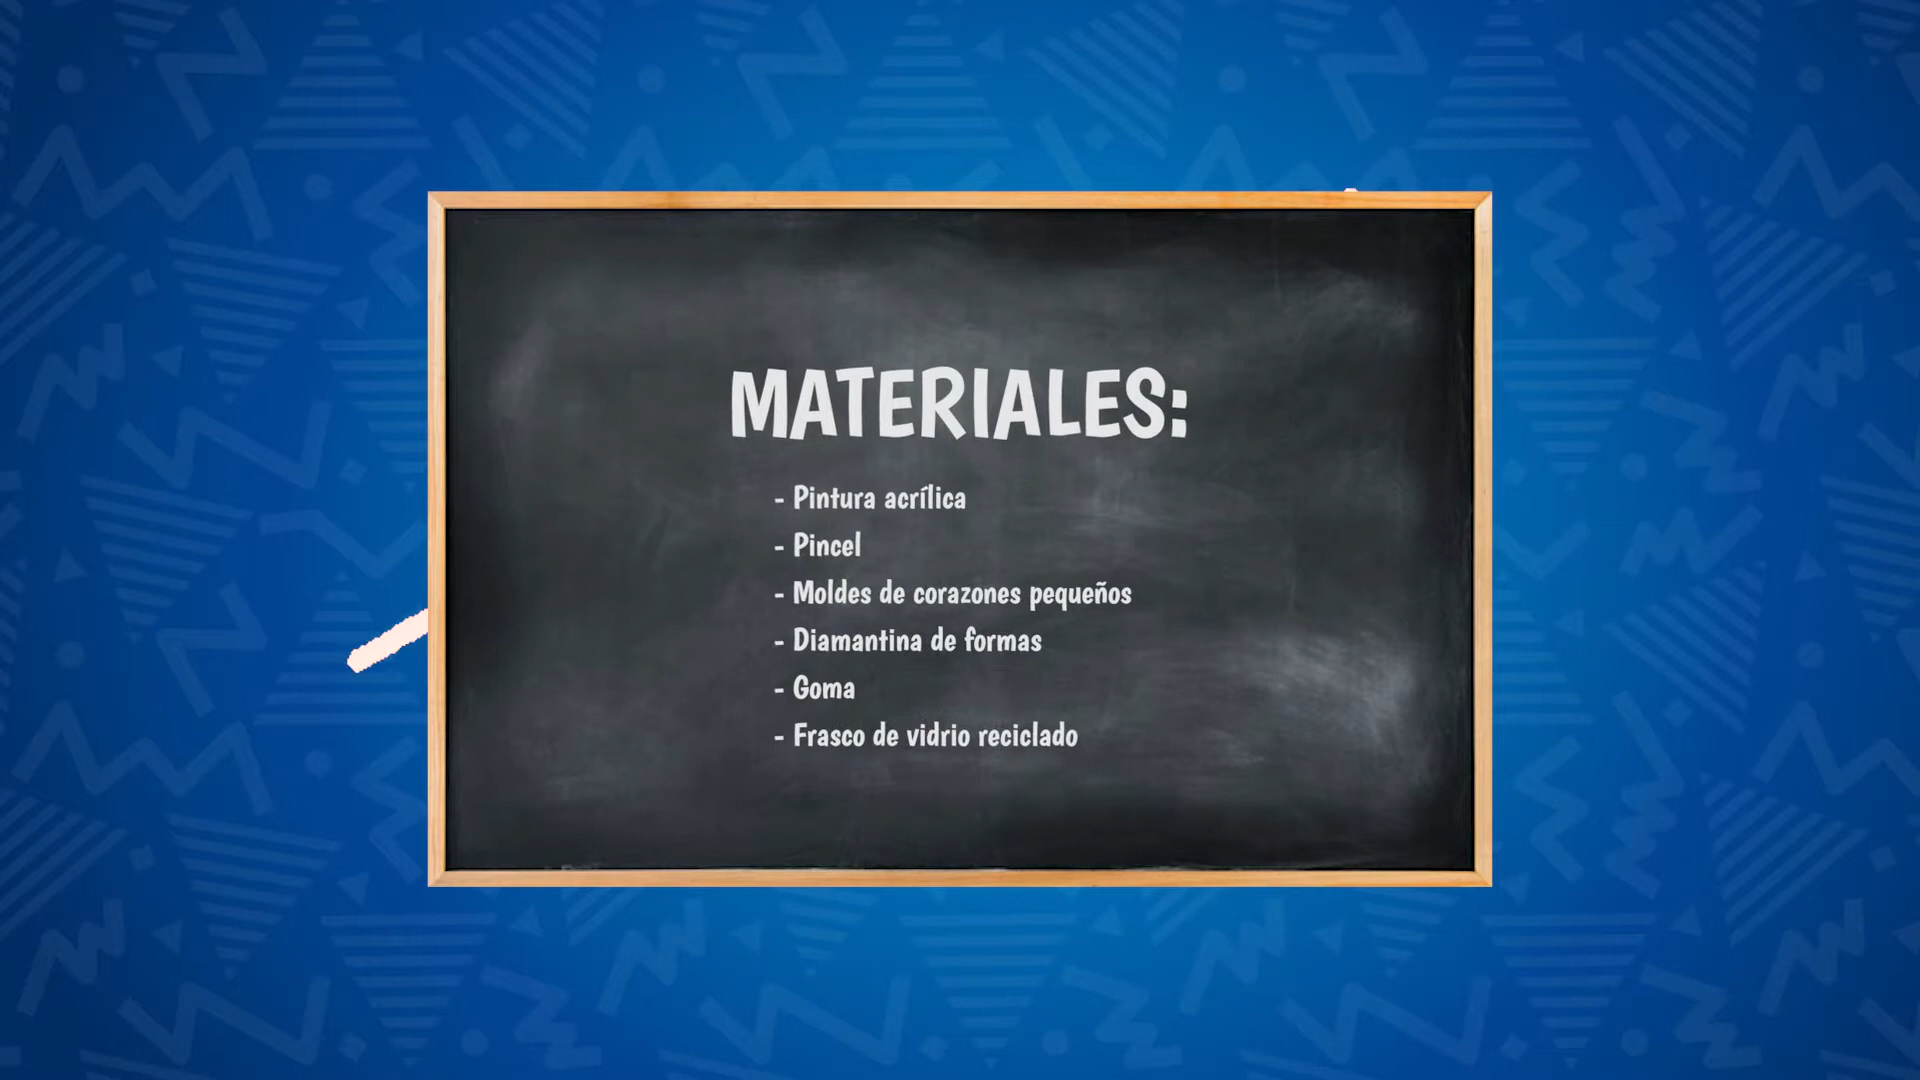 MATERIALES:
- Pintura acrílica
- Pincel
- Moldes de corazones pequeños
- Diamantina de formas
- Goma
- Frasco de vidrio reciclado